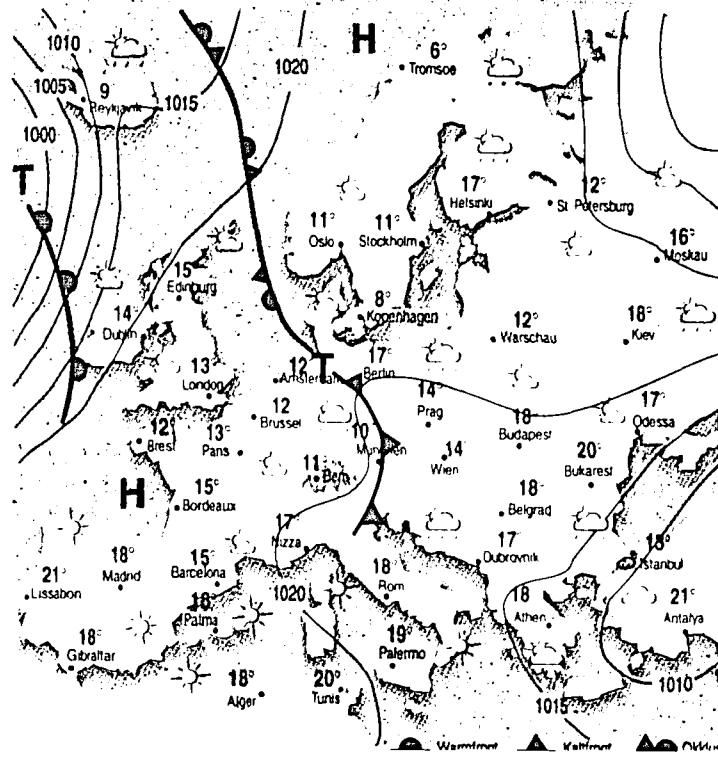 1010
H
6°
Tromsoe
1020
1005
9
Reykjavik
1015
1000
T
17°
Helsinki
12°
St Petersburg
11°
Oslo
11°
Stockholm
16°
Moskau
15
Edinburg
14
Dublin
8°
Kopenhagen
12°
Warschau
18°
Kiev
T
17°
Berlin
13
London
12
Amsterdam
14
Prag
12
Brussel
18
Budapest
17
Odessa
12°
Brest
13
Paris
10
Munchen
14
Wien
20
Bukarest
11
Bern
H
15°
Bordeaux
18
Belgrad
17
Nizza
17
Dubrovnik
Istanbul
18°
Madrid
15
Barcelona
21°
Lissabon
1020
18
Rom
18
Palma
18
Athen
21°
Antalya
18°
Gibraltar
19°
Palermo
18°
Alger
20°
Tunis
1010
1015
Warmfront
Kaltfront